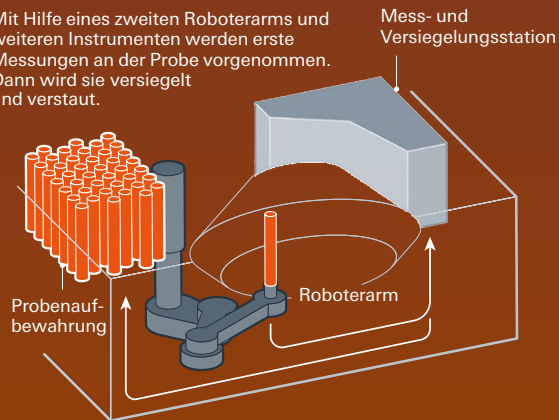 Mit Hilfe eines zweiten Roboterarms und
weiteren Instrumenten werden erste
Messungen an der Probe vorgenommen.
Dann wird sie versiegelt
und verstaut.
Mess- und
Versiegelungsstation
Probenauf-
bewahrung
Roboterarm